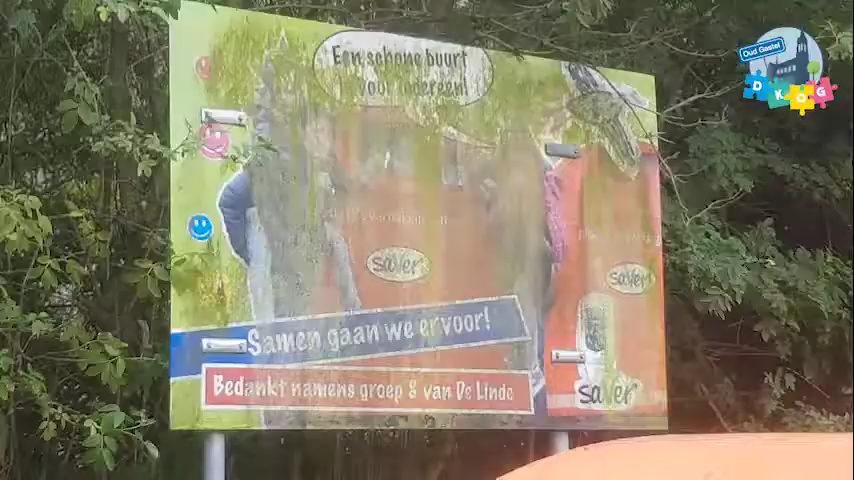 Een schone buurt
voor iedereen!
saver
saver
Samen gaan we ervoor!
Bedankt namens groep 8 van De Linde
saver
Oud Gastel
D K O G